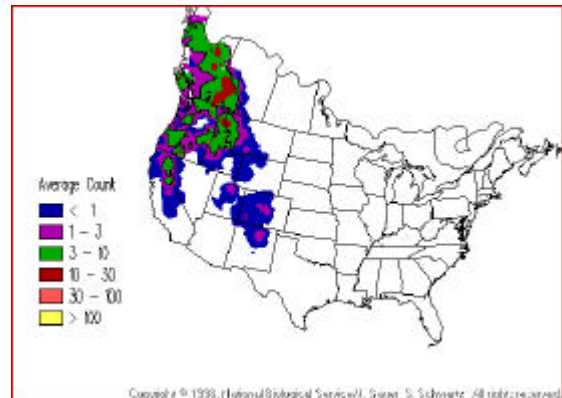 Average Count
< 1
1 - 3
3 - 10
10 - 30
30 - 100
> 100
Copyright © 1998, National Biological Service/J. Sauer, S. Schwartz All right reserved.